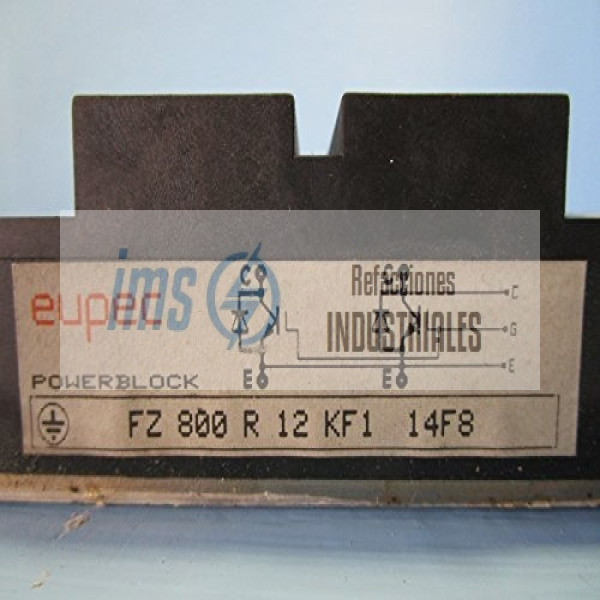 eupec
ims
Refacciones
INDUSTRIALES
C C C
G
E E E
POWERBLOCK
FZ 800 R 12 KF1 14F8